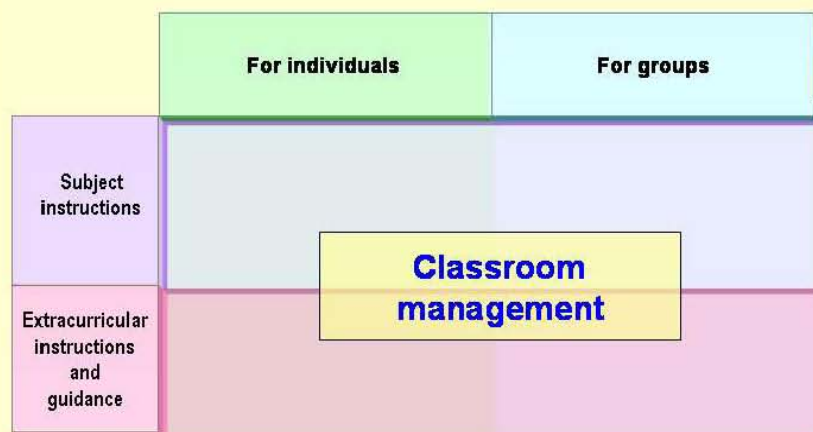 For individuals
For groups
Subject
instructions
Classroom
management
Extracurricular
instructions
and
guidance